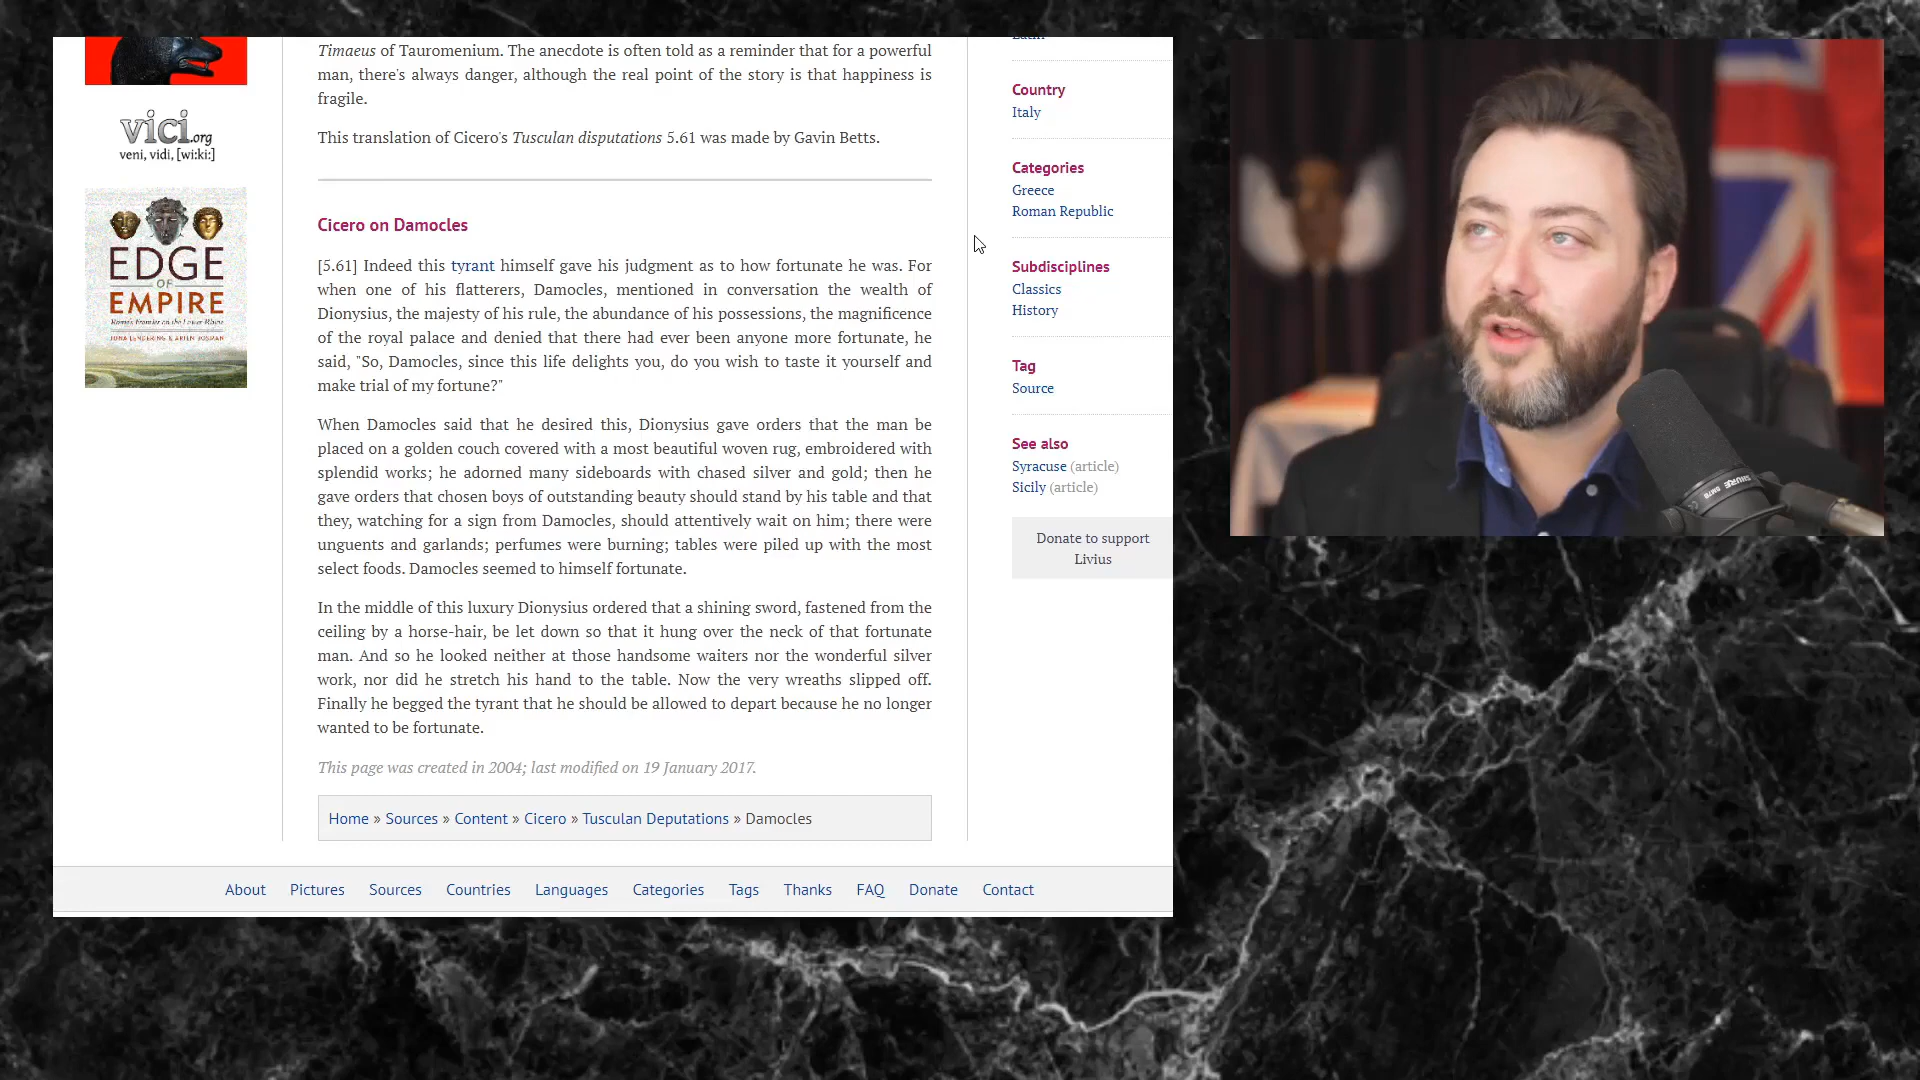 Timaeus of Tauromenium. The anecdote is often told as a reminder that for a powerful
man, there's always danger, although the real point of the story is that happiness is
fragile.
This translation of Cicero's Tusculan disputations 5.61 was made by Gavin Betts.
vici.org
veni, vidi, [wi:ki:]
EDGE
OF
EMPIRE
Rome's Frontier on the Lower Rhine
JONA LENDERING & ARJEN BOSMAN
Cicero on Damocles
[5.61] Indeed this tyrant himself gave his judgment as to how fortunate he was. For
when one of his flatterers, Damocles, mentioned in conversation the wealth of
Dionysius, the majesty of his rule, the abundance of his possessions, the magnificence
of the royal palace and denied that there had ever been anyone more fortunate, he
said, "So, Damocles, since this life delights you, do you wish to taste it yourself and
make trial of my fortune?"
When Damocles said that he desired this, Dionysius gave orders that the man be
placed on a golden couch covered with a most beautiful woven rug, embroidered with
splendid works; he adorned many sideboards with chased silver and gold; then he
gave orders that chosen boys of outstanding beauty should stand by his table and that
they, watching for a sign from Damocles, should attentively wait on him; there were
unguents and garlands; perfumes were burning; tables were piled up with the most
select foods. Damocles seemed to himself fortunate.
In the middle of this luxury Dionysius ordered that a shining sword, fastened from the
ceiling by a horse-hair, be let down so that it hung over the neck of that fortunate
man. And so he looked neither at those handsome waiters nor the wonderful silver
work, nor did he stretch his hand to the table. Now the very wreaths slipped off.
Finally he begged the tyrant that he should be allowed to depart because he no longer
wanted to be fortunate.
This page was created in 2004; last modified on 19 January 2017.
Home » Sources » Content » Cicero » Tusculan Deputations » Damocles
Latin
Country
Italy
Categories
Greece
Roman Republic
Subdisciplines
Classics
History
Tag
Source
See also
Syracuse (article)
Sicily (article)
Donate to support
Livius
About Pictures Sources Countries Languages Categories Tags Thanks FAQ Donate Contact
SHURE
SM7B